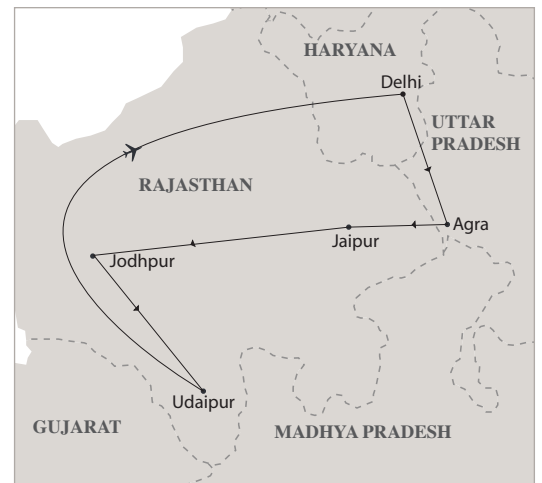 HARYANA
Delhi
UTTAR
PRADESH
RAJASTHAN
Agra
Jaipur
Jodhpur
Udaipur
GUJARAT
MADHYA PRADESH